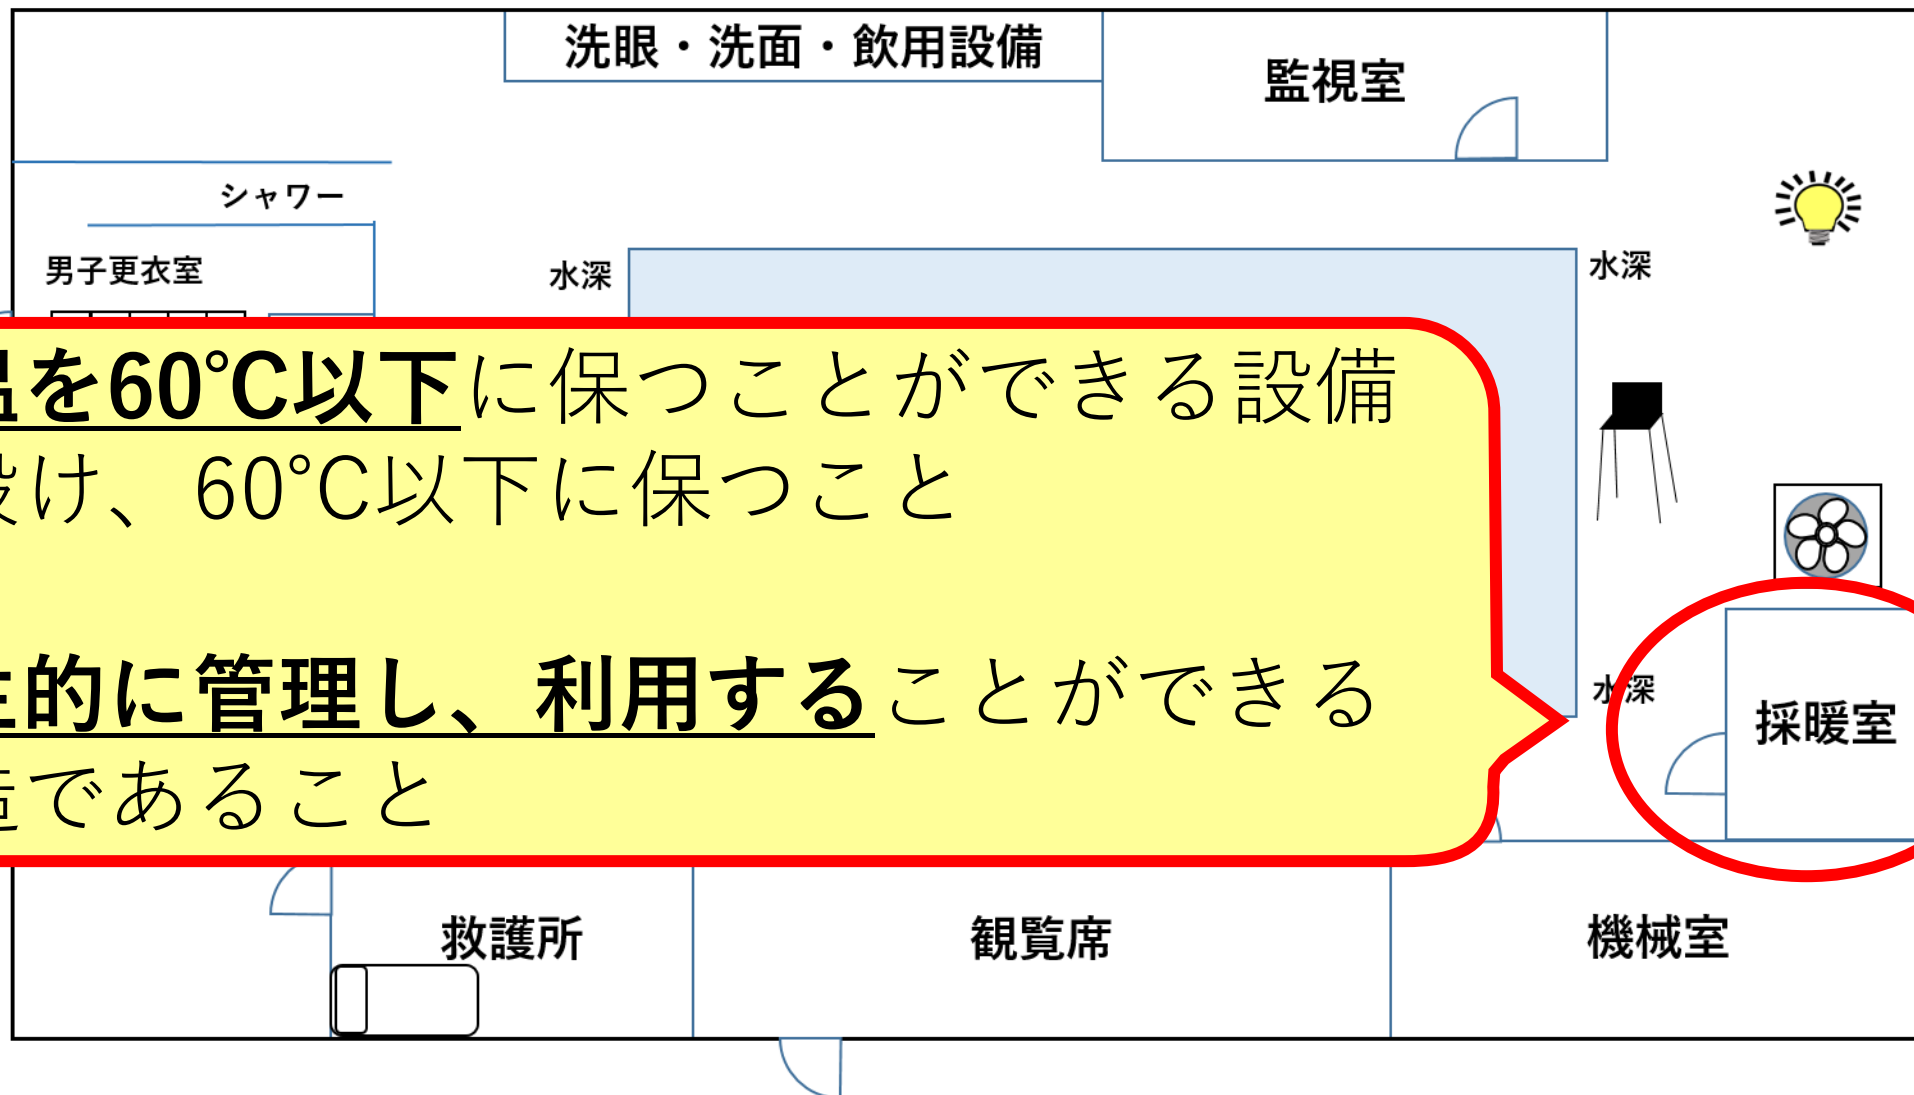 洗眼・洗面・飲用設備
監視室
シャワー
男子更衣室
水深
水深
温を60℃以下に保つことができる設備
設け、60℃以下に保つこと
生的に管理し、利用することができる
造であること
水深
採暖室
救護所
観覧席
機械室